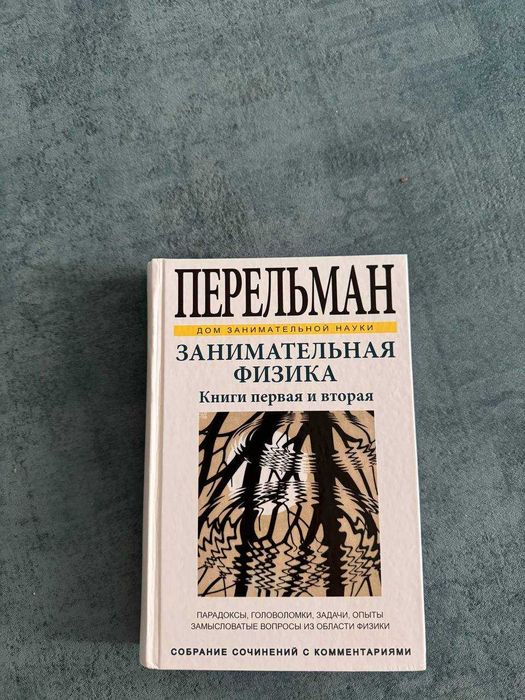 ПЕРЕЛЬМАН
ДОМ ЗАНИМАТЕЛЬНОЙ НАУКИ
ЗАНИМАТЕЛЬНАЯ
ФИЗИКА
Книги первая и вторая
ПАРАДОКСЫ, ГОЛОВОЛОМКИ, ЗАДАЧИ, ОПЫТЫ
ЗАМЫСЛОВАТЫЕ ВОПРОСЫ ИЗ ОБЛАСТИ ФИЗИКИ
СОБРАНИЕ СОЧИНЕНИЙ С КОММЕНТАРИЯМИ